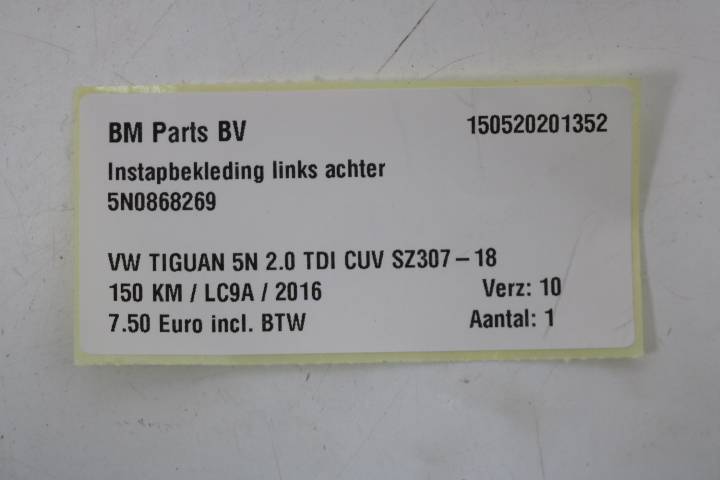 BM Parts BV 150520201352
Instapbekleding links achter
5N0868269
VW TIGUAN 5N 2.0 TDI CUV SZ307-18
150 KM / LC9A / 2016 Verz: 10
7.50 Euro incl. BTW Aantal: 1